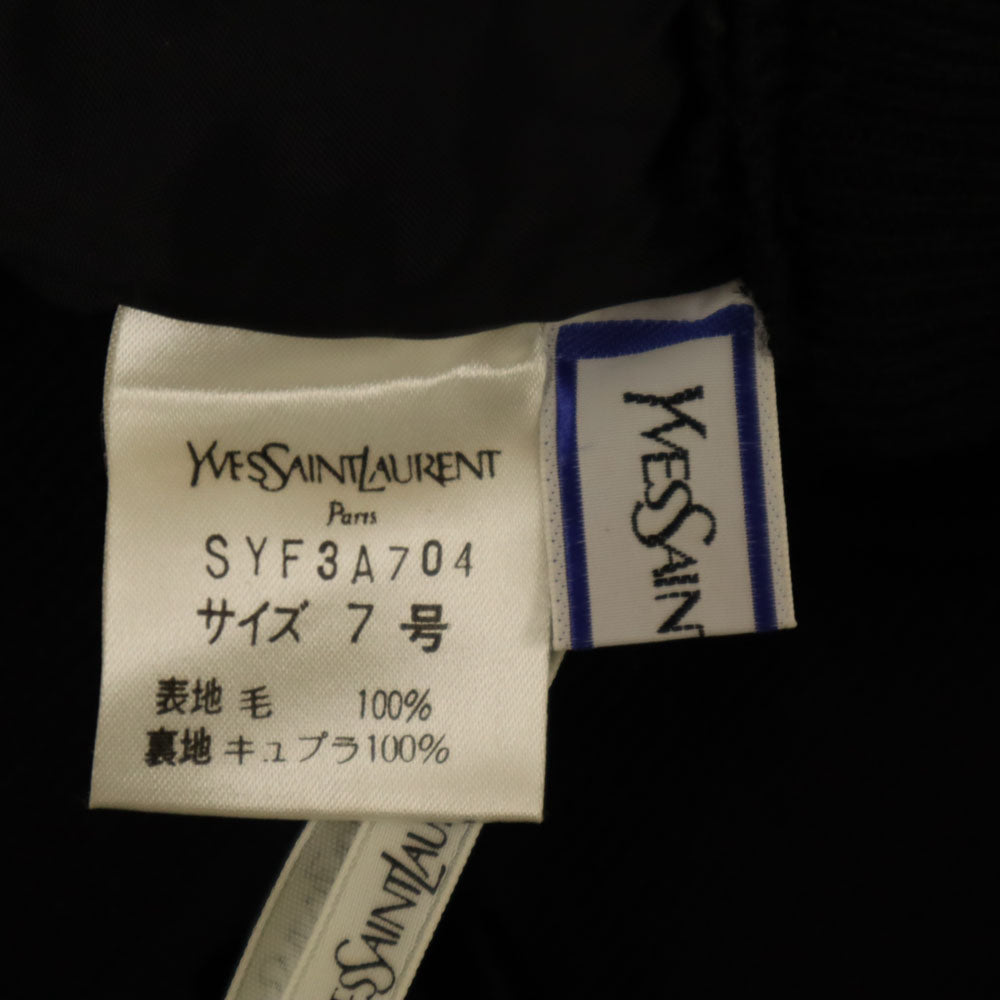 YVESSAINTLAURENT
Paris
SYF3A704
サイズ 7 号
表地 毛 100%
裏地 キュプラ100%
YVESSAINT
ESSAINTLAU